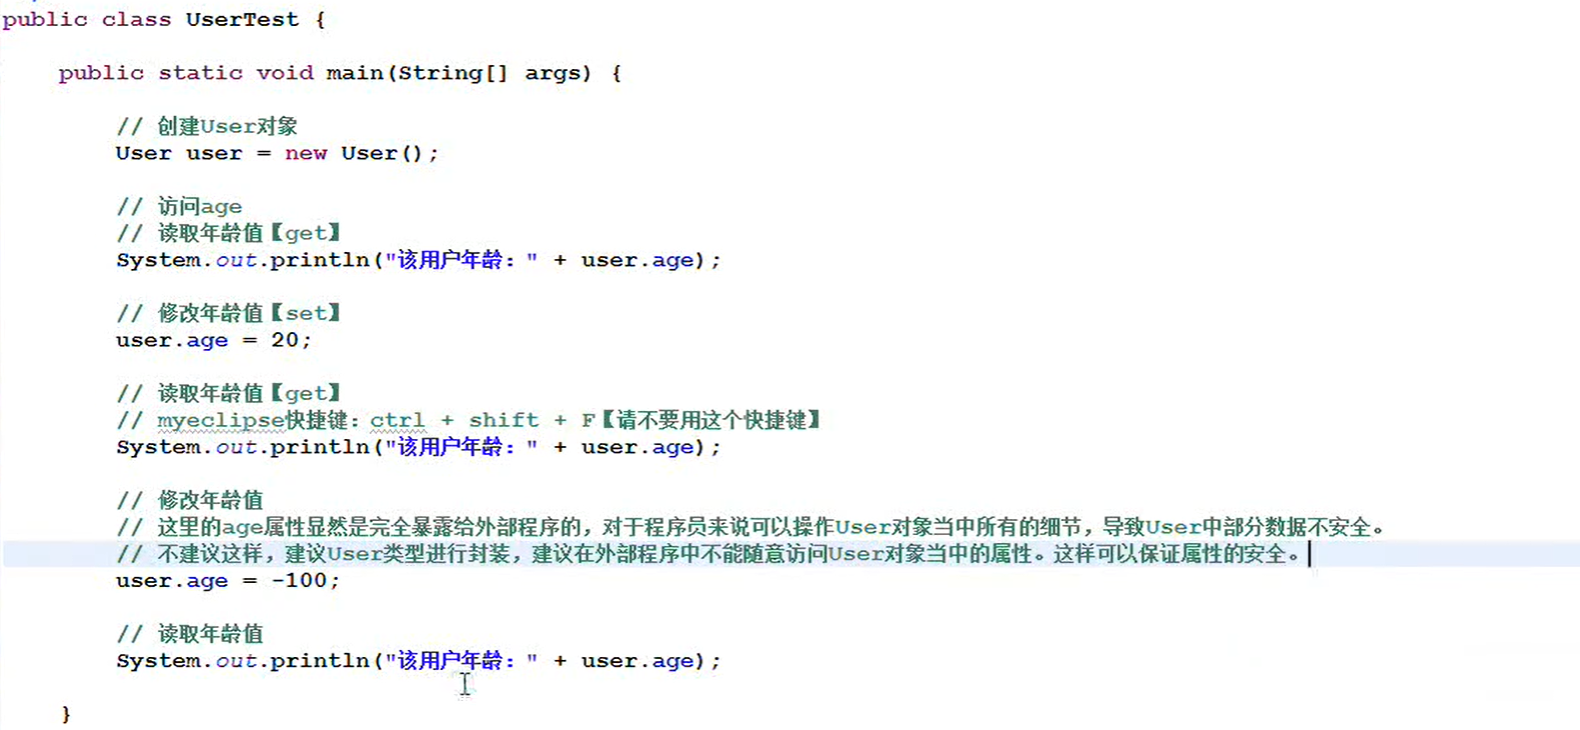 public class UserTest {
public static void main(String[] args) {
// 创建User对象
User user = new User();
// 访问age
// 读取年龄值【get】
System.out.println("该用户年龄：" + user.age);
// 修改年龄值【set】
user.age = 20;
// 读取年龄值【get】
// myeclipse快捷键：ctrl + shift + F【请不要用这个快捷键】
System.out.println("该用户年龄：" + user.age);
// 修改年龄值
// 这里的age属性显然是完全暴露给外部程序的，对于程序员来说可以操作User对象当中所有的细节，导致User中部分数据不安全。
// 不建议这样，建议User类型进行封装，建议在外部程序中不能随意访问User对象当中的属性。这样可以保证属性的安全。
user.age = -100;
// 读取年龄值
System.out.println("该用户年龄：" + user.age);
}